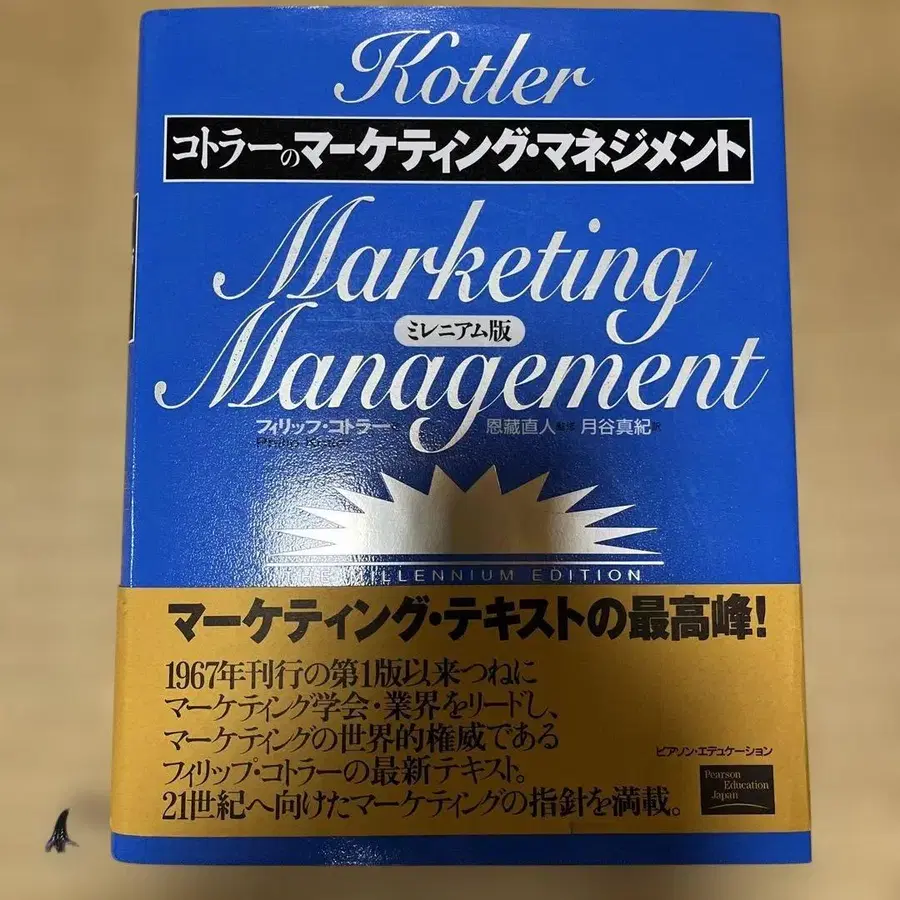 Kotler
コトラーのマーケティング・マネジメント
Marketing
ミレニアム版
Management
フィリップ・コトラー
恩藏直人 監修 月谷真紀 訳
Philip Kotler
THE MILLENNIUM EDITION
マーケティング・テキストの最高峰!
1967年刊行の第1版以来つねに
マーケティング学会・業界をリードし、
マーケティングの世界的権威である
フィリップ・コトラーの最新テキスト。
21世紀へ向けたマーケティングの指針を満載。
ピアソン・エデュケーション
Pearson
Education
Japan